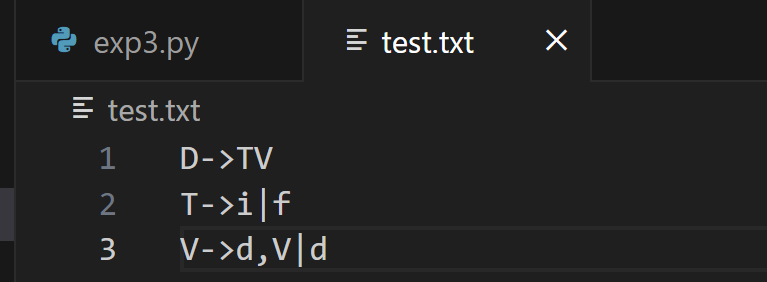 exp3.py
test.txt
test.txt
1 D->TV
2 T->i|f
3 V->d,V|d